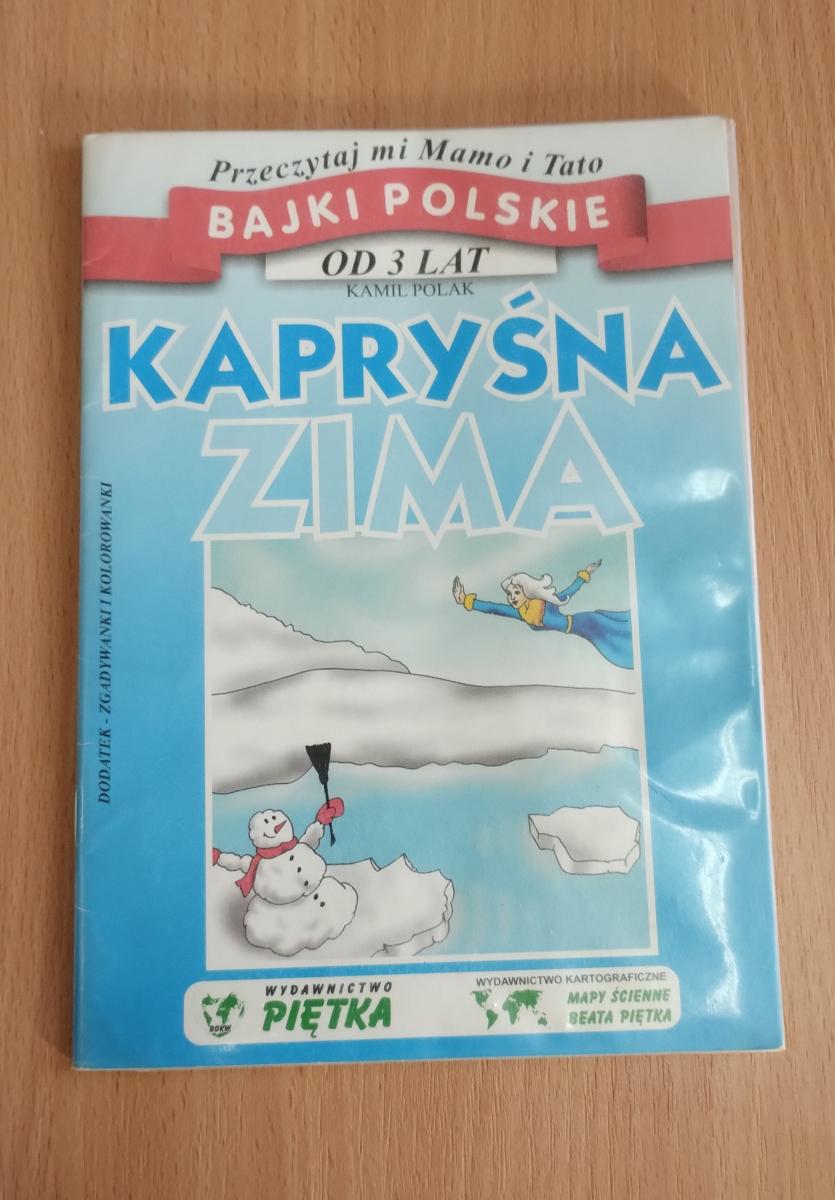 Przeczytaj mi Mamo i Tato
BAJKI POLSKIE
OD 3 LAT
KAMIL POLAK
KAPRYŚNA
ZIMA
DODATEK - ZGADYWANKI I KOLOROWANKI
BGKW
WYDAWNICTWO
PIĘTKA
WYDAWNICTWO KARTOGRAFICZNE
MAPY ŚCIENNE
BEATA PIĘTKA